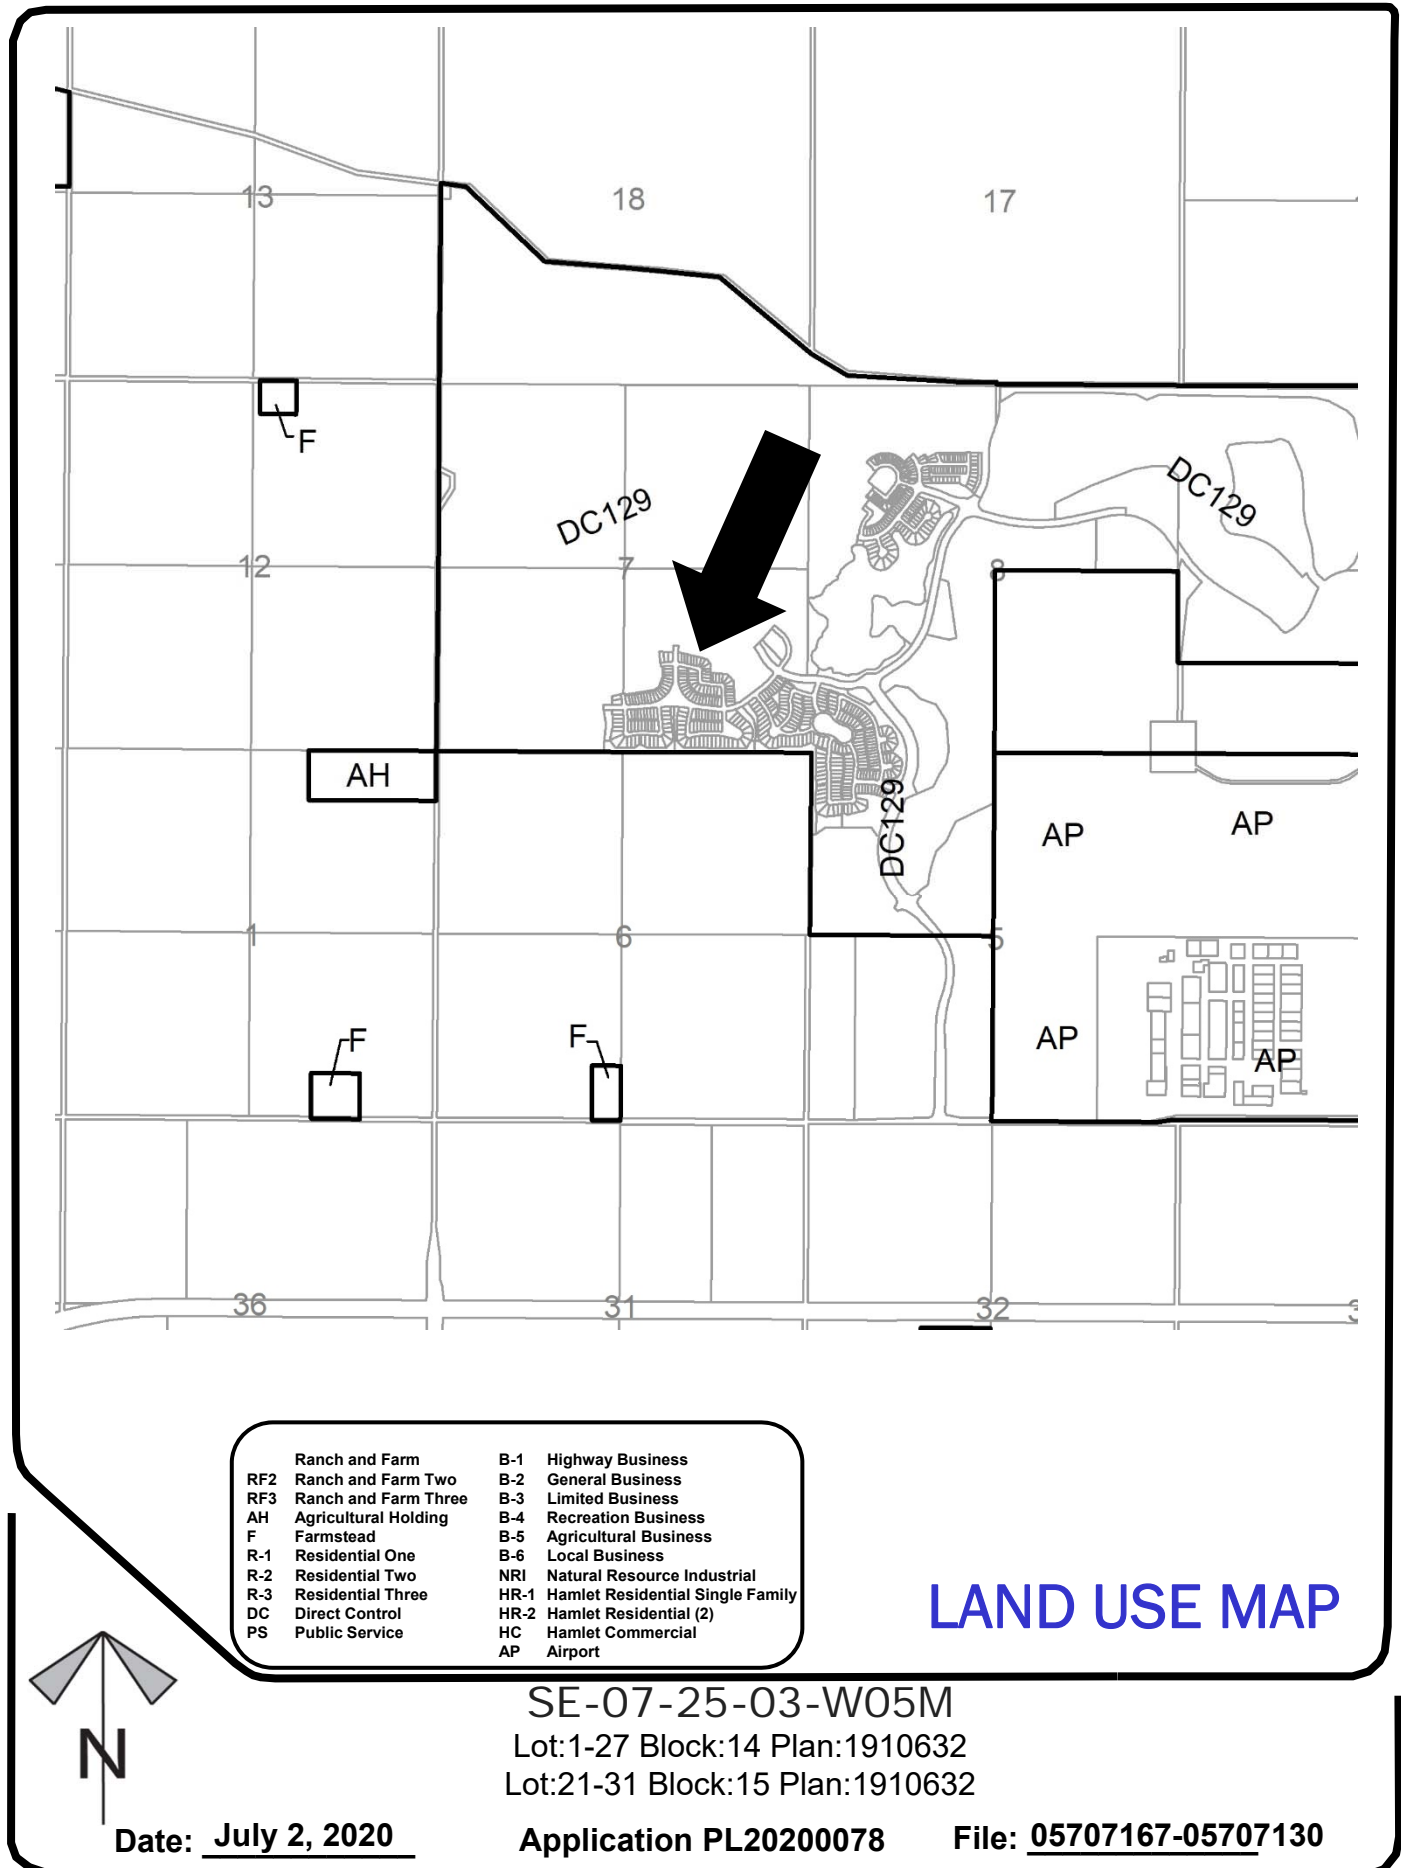 13
18
17
F
DC129
DC129
12
7
8
AH
DC129
AP
AP
1
6
5
F
F
AP
AP
36
31
32
Ranch and Farm
RF2 Ranch and Farm Two
RF3 Ranch and Farm Three
AH Agricultural Holding
F Farmstead
R-1 Residential One
R-2 Residential Two
R-3 Residential Three
DC Direct Control
PS Public Service
B-1 Highway Business
B-2 General Business
B-3 Limited Business
B-4 Recreation Business
B-5 Agricultural Business
B-6 Local Business
NRI Natural Resource Industrial
HR-1 Hamlet Residential Single Family
HR-2 Hamlet Residential (2)
HC Hamlet Commercial
AP Airport
LAND USE MAP
N
SE-07-25-03-W05M
Lot:1-27 Block:14 Plan:1910632
Lot:21-31 Block:15 Plan:1910632
Date: July 2, 2020
Application PL20200078
File: 05707167-05707130